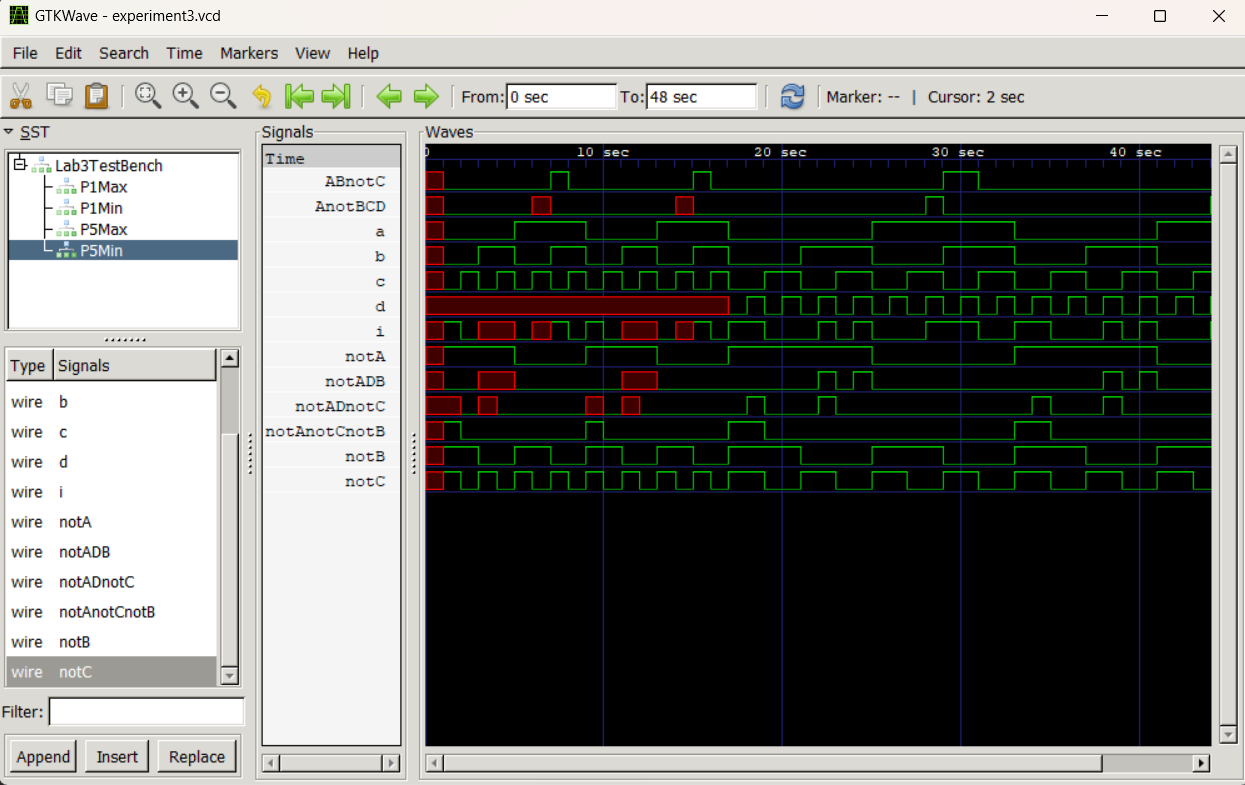 GTKWave - experiment3.vcd
File Edit Search Time Markers View Help
From: 0 sec To: 48 sec Marker: -- | Cursor: 2 sec
SST
Lab3TestBench
P1Max
P1Min
P5Max
P5Min
Type Signals
wire b
wire c
wire d
wire i
wire notA
wire notADB
wire notADnotC
wire notAnotCnotB
wire notB
wire notC
Filter:
Append Insert Replace
Signals
Time
ABnotC
AnotBCD
a
b
c
d
i
notA
notADB
notADnotC
notAnotCnotB
notB
notC
Waves
0 10 sec 20 sec 30 sec 40 sec